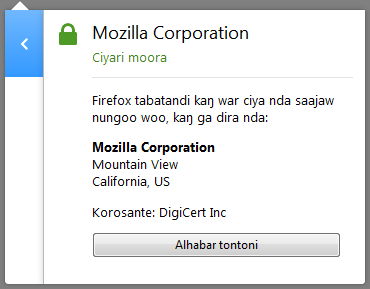 Mozilla Corporation
Ciyari moora
Firefox tabatandi kaŋ war ciya nda saajaw
nungoo woo, kaŋ ga dira nda:
Mozilla Corporation
Mountain View
California, US
Korosante: DigiCert Inc
Alhabar tontoni